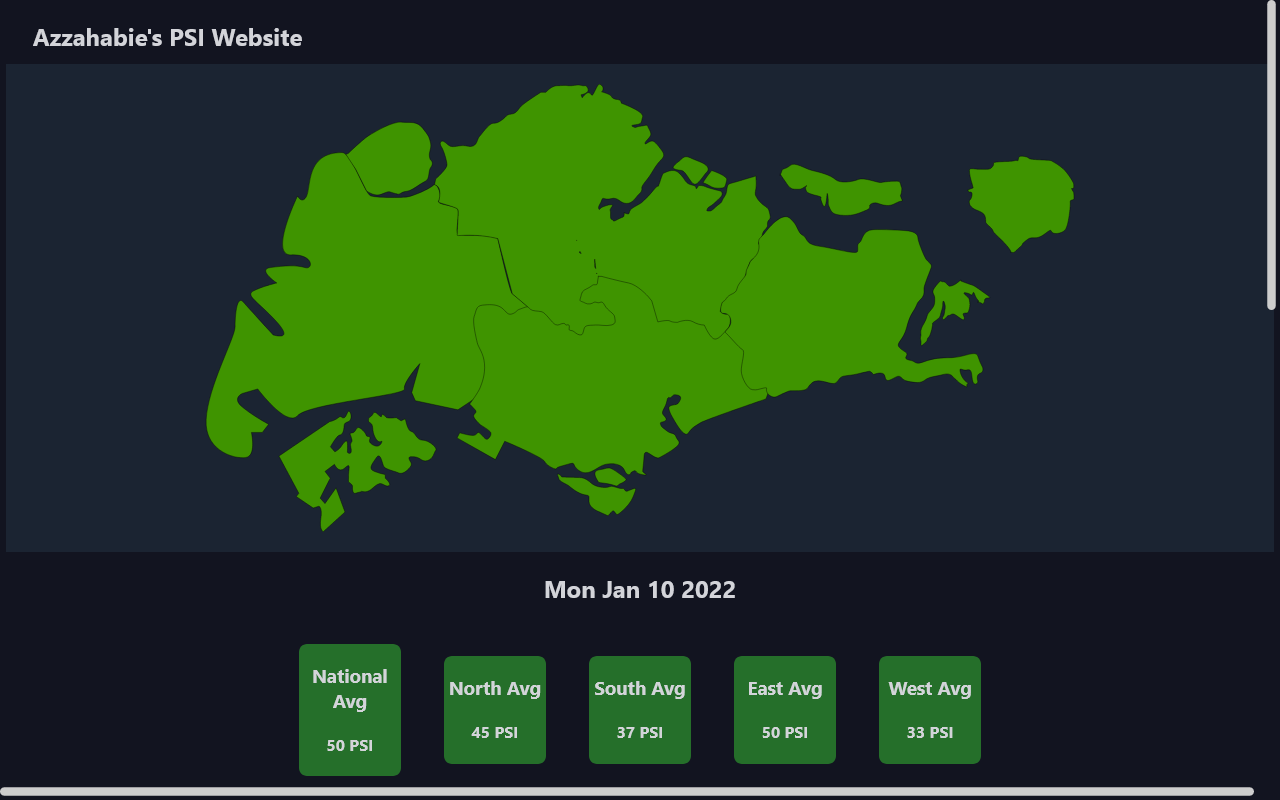 Azzahabie's PSI Website
Mon Jan 10 2022
National
Avg
50 PSI
North Avg
45 PSI
South Avg
37 PSI
East Avg
50 PSI
West Avg
33 PSI